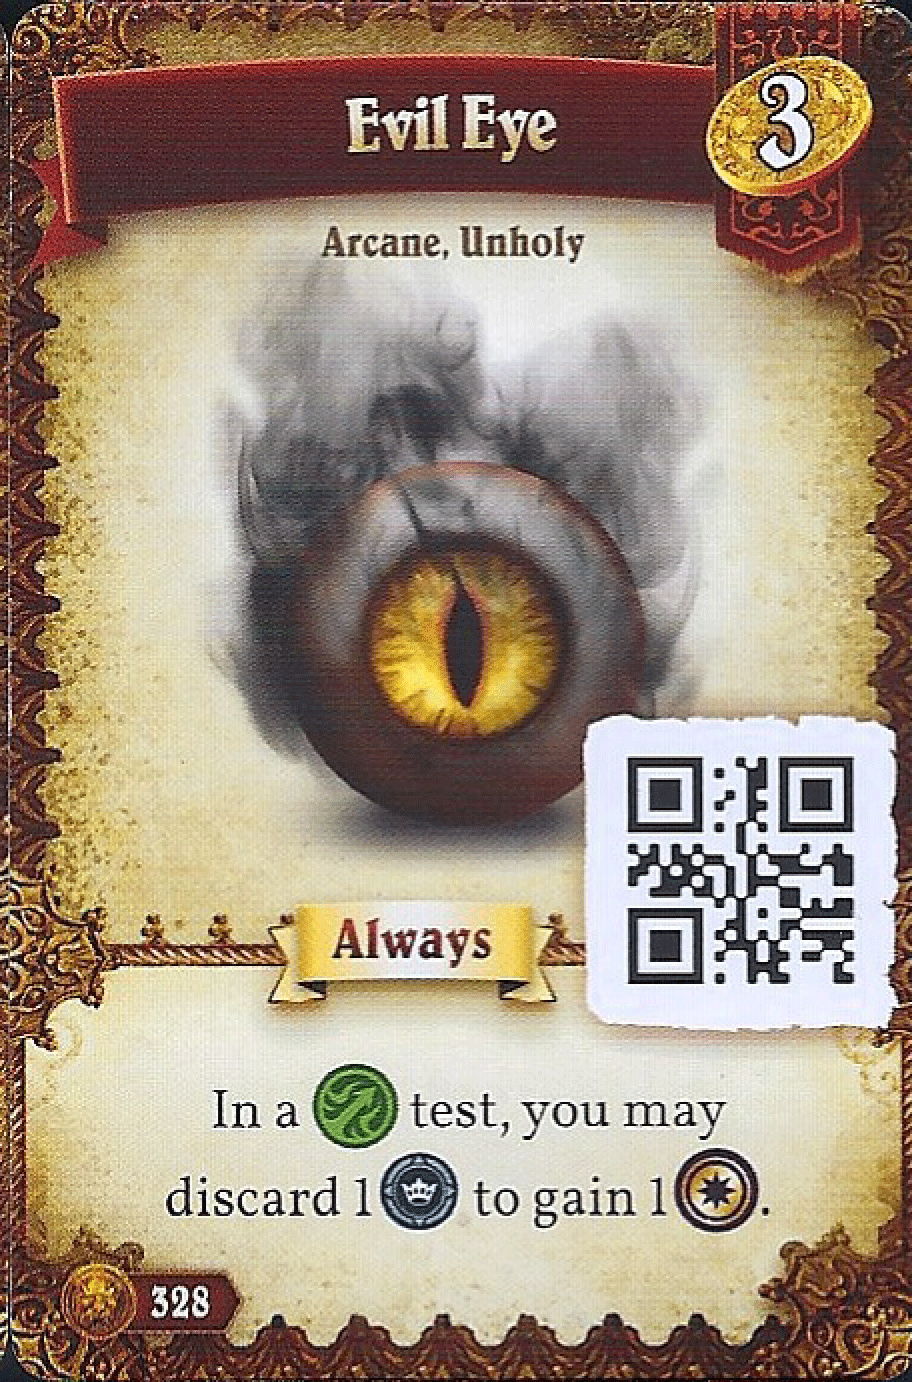 Evil Eye
3
Arcane, Unholy
Always
In a test, you may
discard 1 to gain 1 .
328